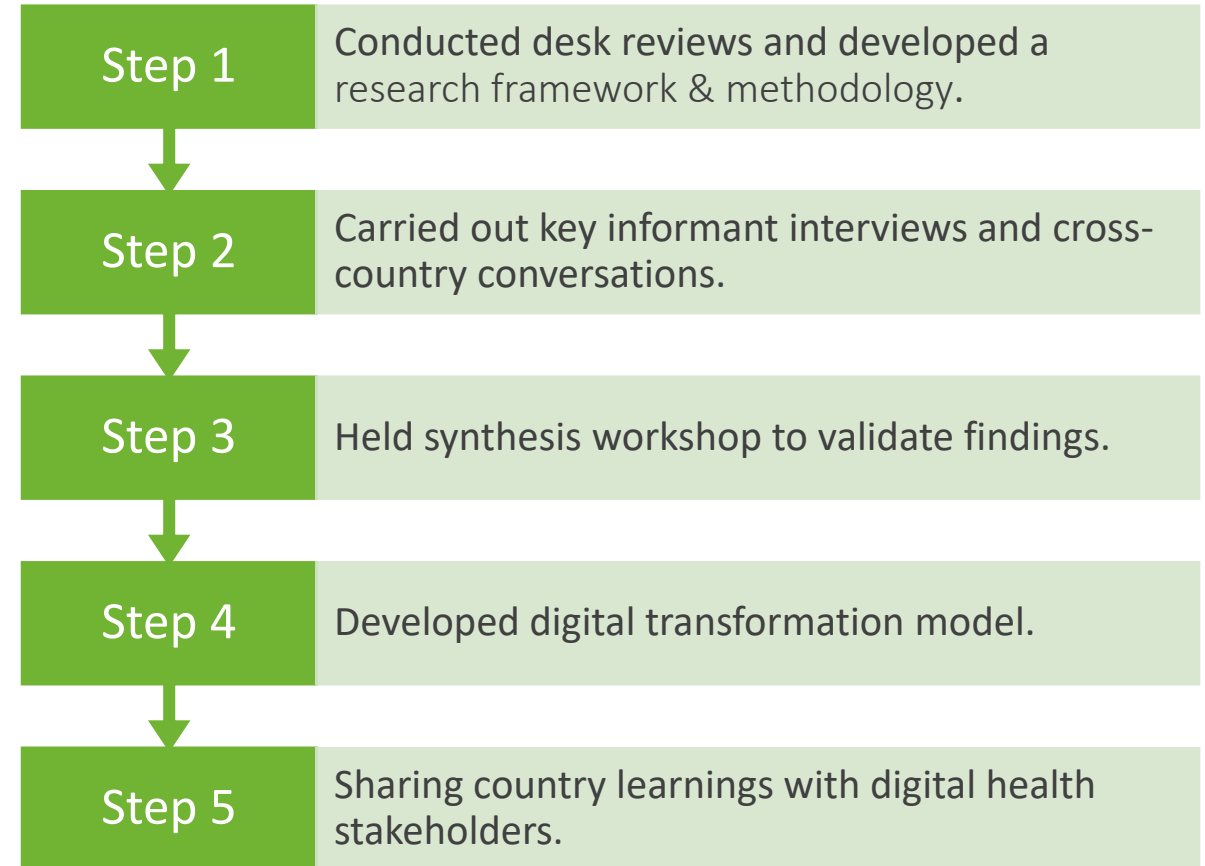 Step 1
Conducted desk reviews and developed a
research framework & methodology.
Step 2
Carried out key informant interviews and cross-
country conversations.
Step 3
Held synthesis workshop to validate findings.
Step 4
Developed digital transformation model.
Step 5
Sharing country learnings with digital health
stakeholders.